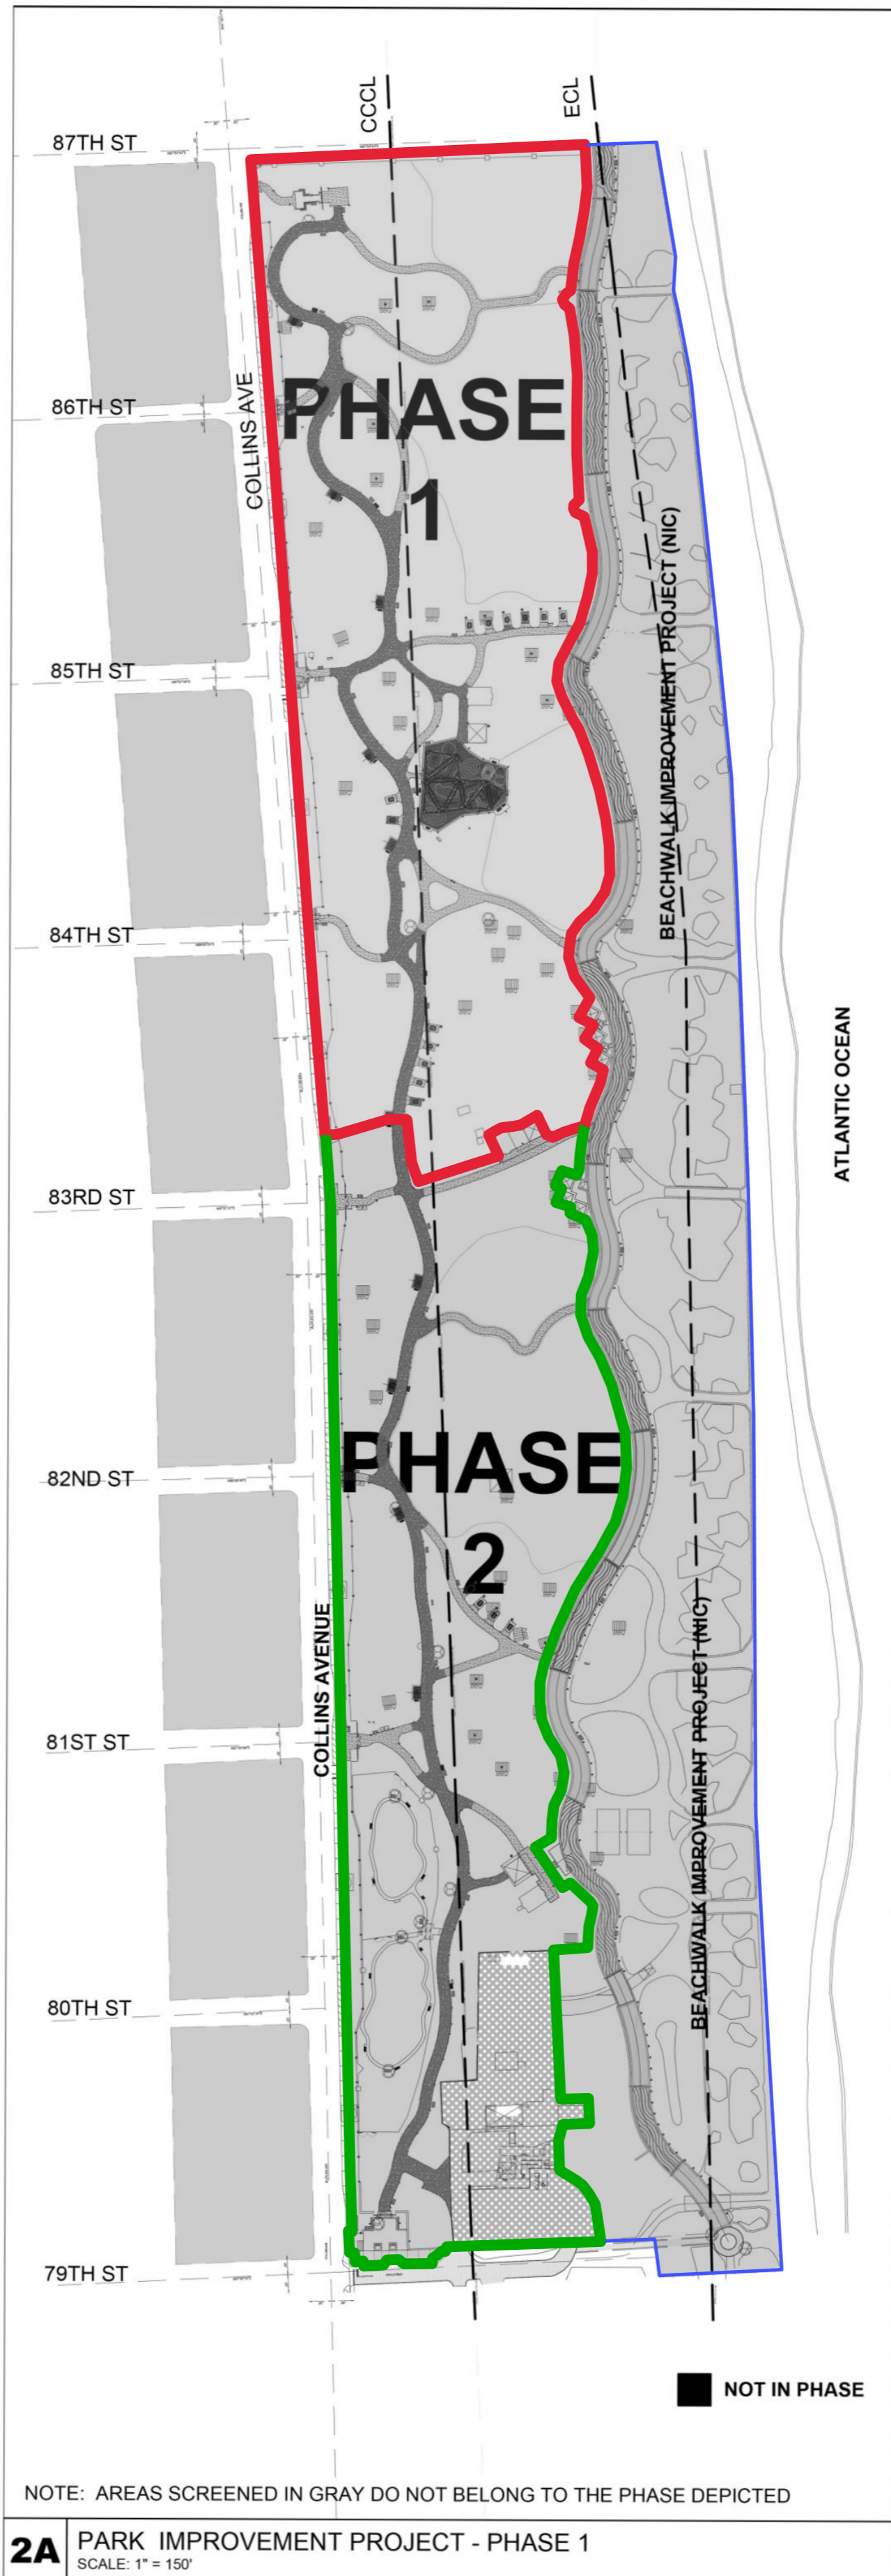 CCCL
ECL
87TH ST
86TH ST
COLLINS AVE
PHASE
1
BEACHWALK IMPROVEMENT PROJECT (NIC)
85TH ST
84TH ST
ATLANTIC OCEAN
83RD ST
PHASE
2
82ND ST
COLLINS AVENUE
81ST ST
BEACHWALK IMPROVEMENT PROJECT (NIC)
80TH ST
79TH ST
NOT IN PHASE
NOTE: AREAS SCREENED IN GRAY DO NOT BELONG TO THE PHASE DEPICTED
2A
PARK IMPROVEMENT PROJECT - PHASE 1
SCALE: 1" = 150'